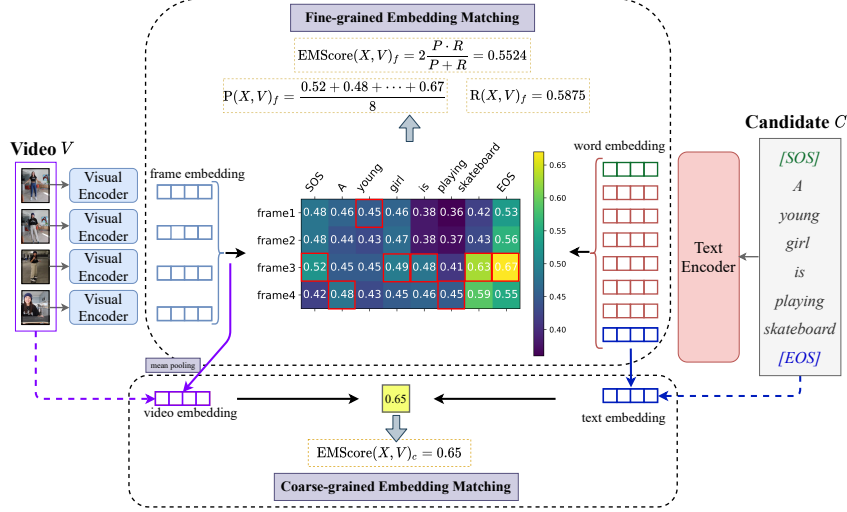 Fine-grained Embedding Matching
EMScore(X, V)_f = 2 P · R / P + R = 0.5524
P(X, V)_f = 0.52 + 0.48 + ··· + 0.67 / 8
R(X, V)_f = 0.5875
Video V
Candidate C
Visual Encoder
Visual Encoder
Visual Encoder
Visual Encoder
frame embedding
SOS A young girl is playing skateboard EOS
frame1 0.48 0.46 0.45 0.46 0.38 0.36 0.42 0.53
frame2 0.48 0.44 0.43 0.47 0.38 0.37 0.43 0.56
frame3 0.52 0.45 0.45 0.49 0.48 0.41 0.63 0.67
frame4 0.42 0.48 0.43 0.45 0.46 0.45 0.59 0.55
0.65
0.60
0.55
0.50
0.45
0.40
word embedding
Text
Encoder
[SOS]
A
young
girl
is
playing
skateboard
[EOS]
mean pooling
video embedding
0.65
text embedding
EMScore(X, V)_c = 0.65
Coarse-grained Embedding Matching